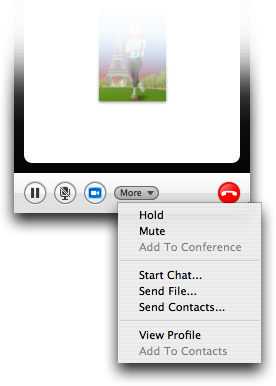 More
Hold
Mute
Add To Conference
Start Chat...
Send File...
Send Contacts...
View Profile
Add To Contacts